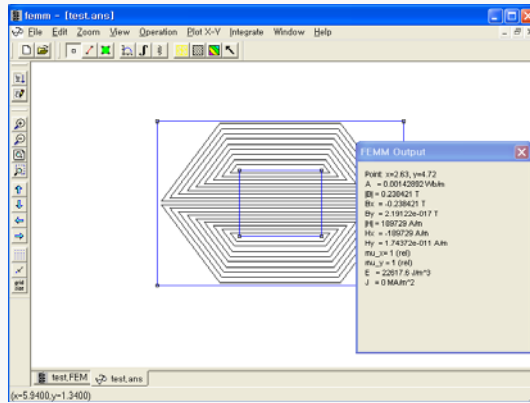 femm - [test.ans]
File Edit Zoom View Operation Plot X-Y Integrate Window Help
FEMM Output
Point: x=2.63, y=4.72
A = 0.00142892 Wb/m
|B| = 0.238421 T
Bx = -0.238421 T
By = 2.19122e-017 T
|H| = 189729 A/m
Hx = -189729 A/m
Hy = 1.74372e-011 A/m
mu_x= 1 (rel)
mu_y = 1 (rel)
E = 22617.6 J/m^3
J = 0 MA/m^2
test.FEM test.ans
(x=5.9400,y=1.3400)